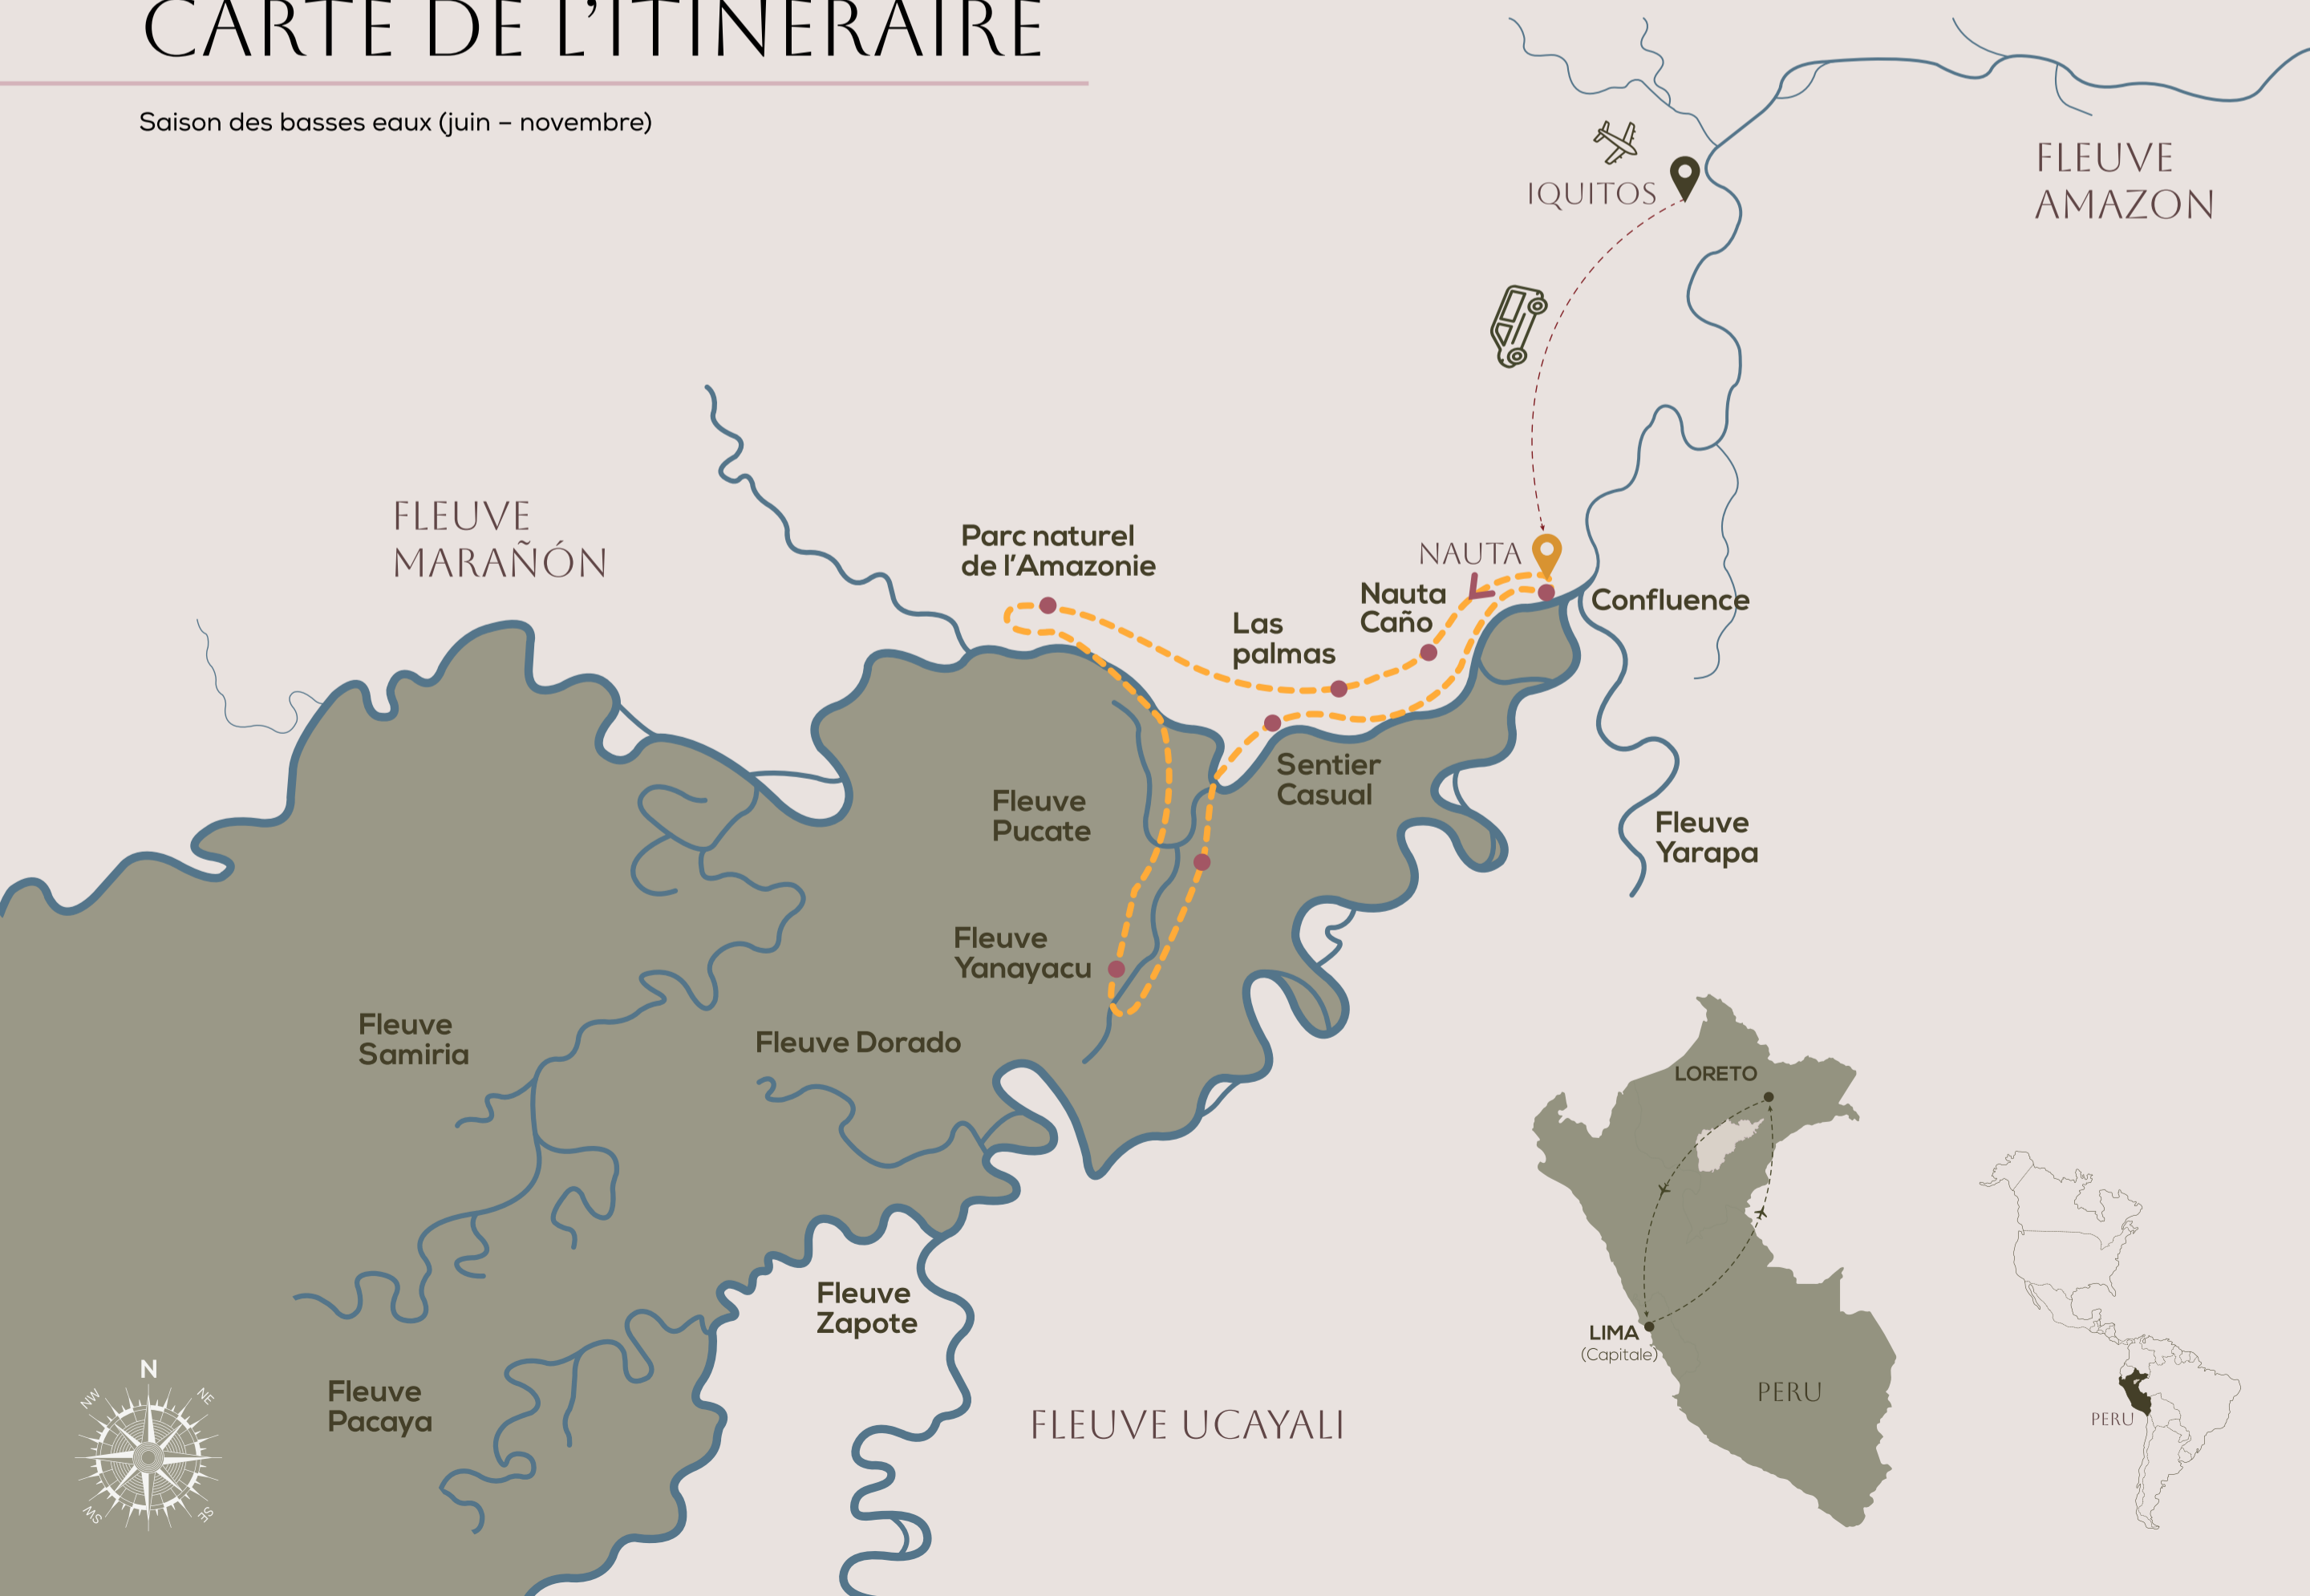 CARTE DE L'ITINERAIRE
Saison des basses eaux (juin – novembre)
IQUITOS
FLEUVE
AMAZON
FLEUVE
MARAÑÓN
Parc naturel
de l'Amazonie
NAUTA
Nauta
Caño
Confluence
Las
palmas
Sentier
Casual
Fleuve
Pucate
Fleuve
Yarapa
Fleuve
Yanayacu
Fleuve
Samiria
Fleuve Dorado
Fleuve
Zapote
Fleuve
Pacaya
FLEUVE UCAYALI
N
NW
NE
SW
SE
LORETO
LIMA
(Capitale)
PERU
PERU